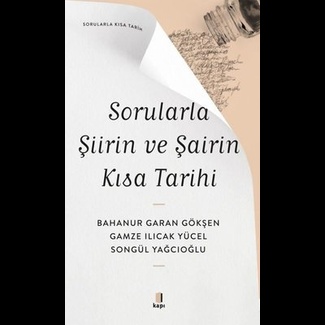 SORULARLA KISA TARİH
Sorularla
Şiirin ve Şairin
Kısa Tarihi
BAHANUR GARAN GÖKŞEN
GAMZE ILICAK YÜCEL
SONGÜL YAĞCIOĞLU
kapı